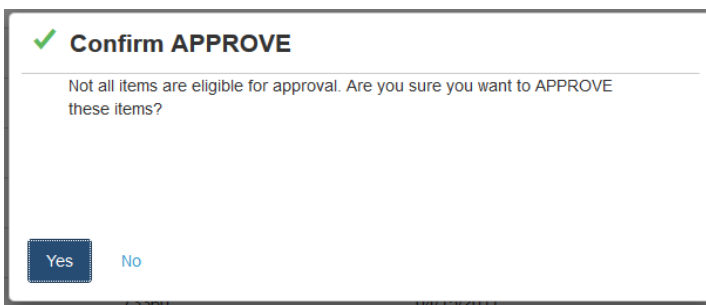 Confirm APPROVE
Not all items are eligible for approval. Are you sure you want to APPROVE
these items?
Yes
No